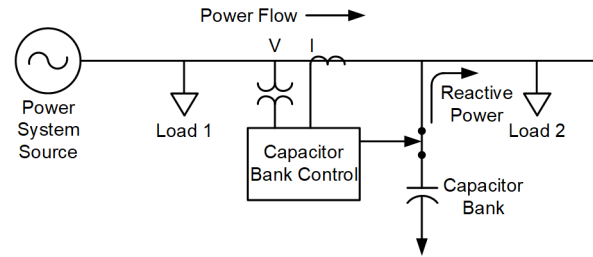 Power Flow
V
I
Power
System
Source
Load 1
Capacitor
Bank Control
Reactive
Power
Load 2
Capacitor
Bank